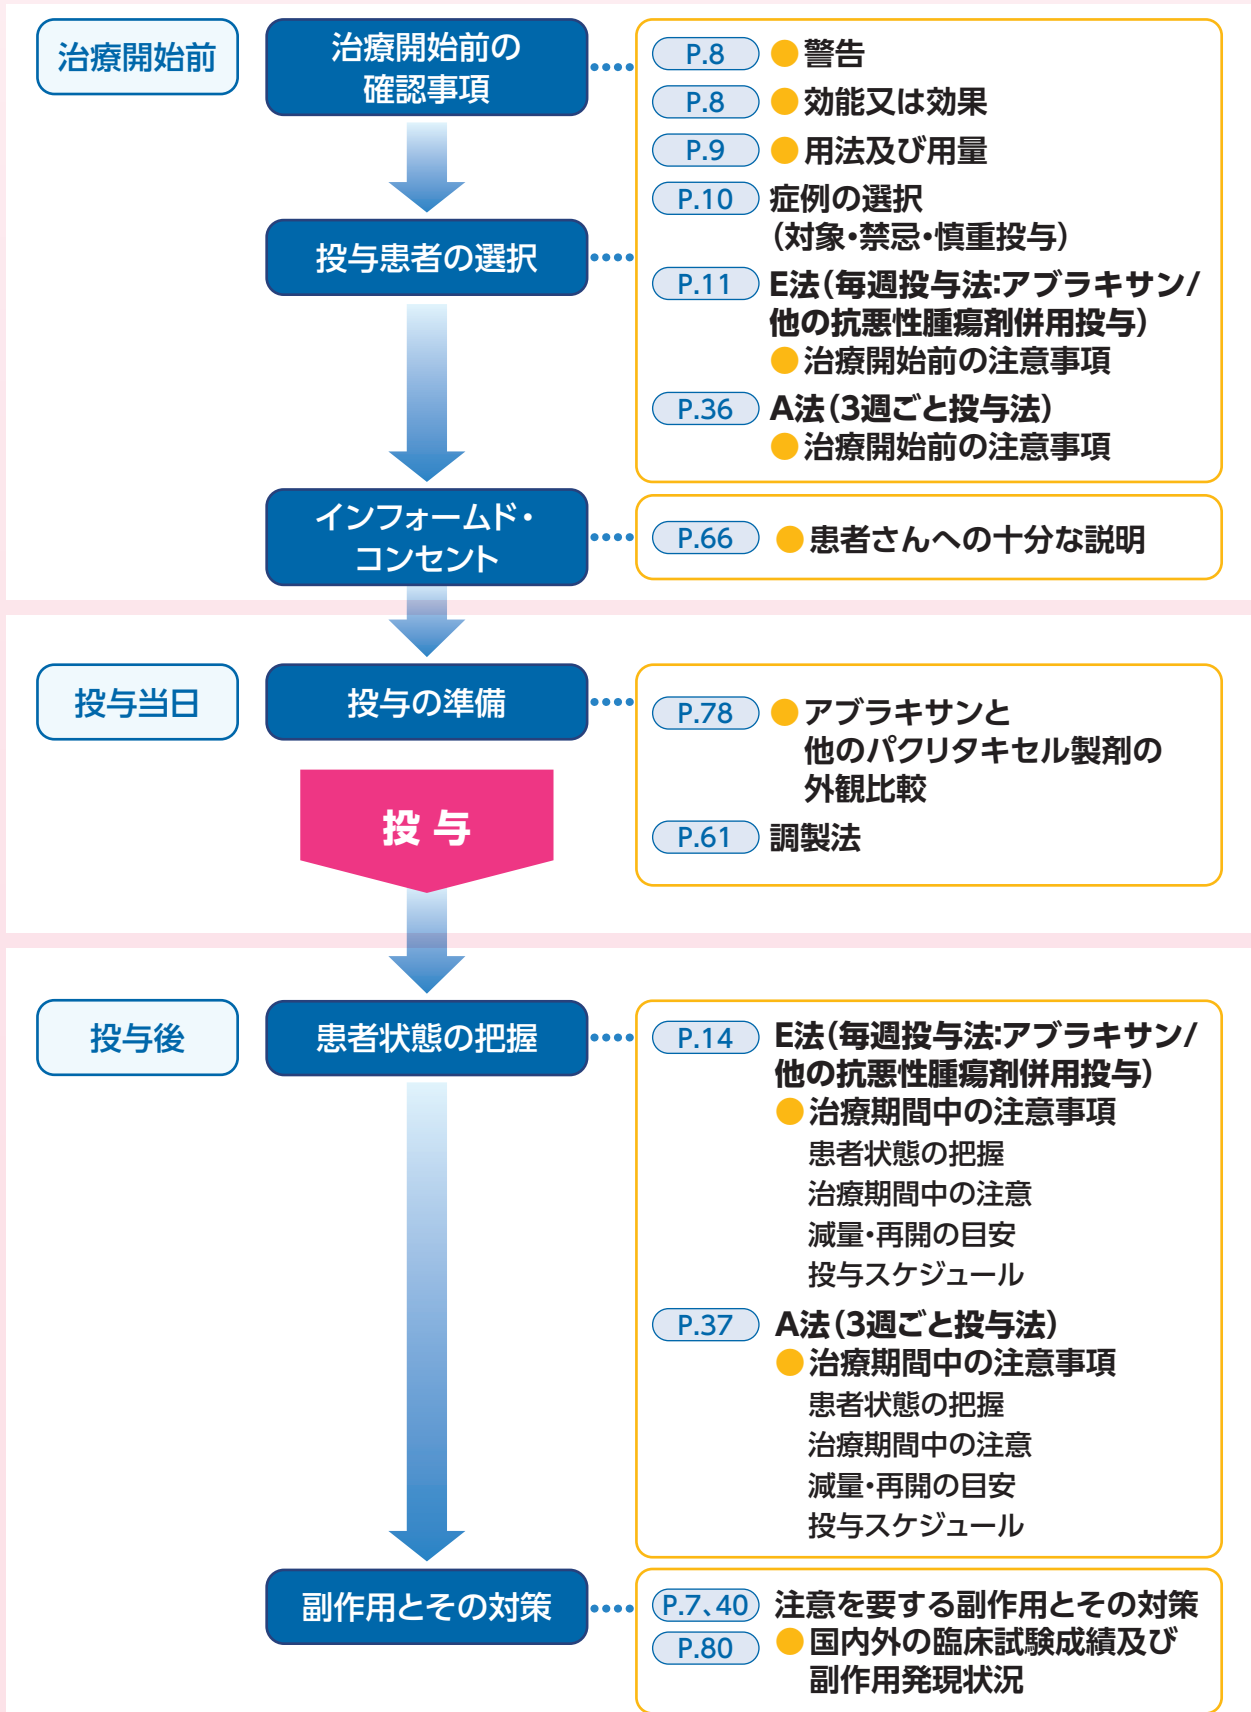 治療開始前
治療開始前の
確認事項
P.8 ●警告
P.8 ●効能又は効果
P.9 ●用法及び用量
P.10 症例の選択
(対象・禁忌・慎重投与)
投与患者の選択
P.11 E法(毎週投与法:アブラキサン/
他の抗悪性腫瘍剤併用投与)
●治療開始前の注意事項
P.36 A法(3週ごと投与法)
●治療開始前の注意事項
インフォームド・
コンセント
P.66 ●患者さんへの十分な説明
投与当日
投与の準備
P.78 ●アブラキサンと
他のパクリタキセル製剤の
外観比較
P.61 調製法
投与
投与後
患者状態の把握
P.14 E法(毎週投与法:アブラキサン/
他の抗悪性腫瘍剤併用投与)
●治療期間中の注意事項
患者状態の把握
治療期間中の注意
減量・再開の目安
投与スケジュール
P.37 A法(3週ごと投与法)
●治療期間中の注意事項
患者状態の把握
治療期間中の注意
減量・再開の目安
投与スケジュール
副作用とその対策
P.7、40 注意を要する副作用とその対策
P.80 ●国内外の臨床試験成績及び
副作用発現状況